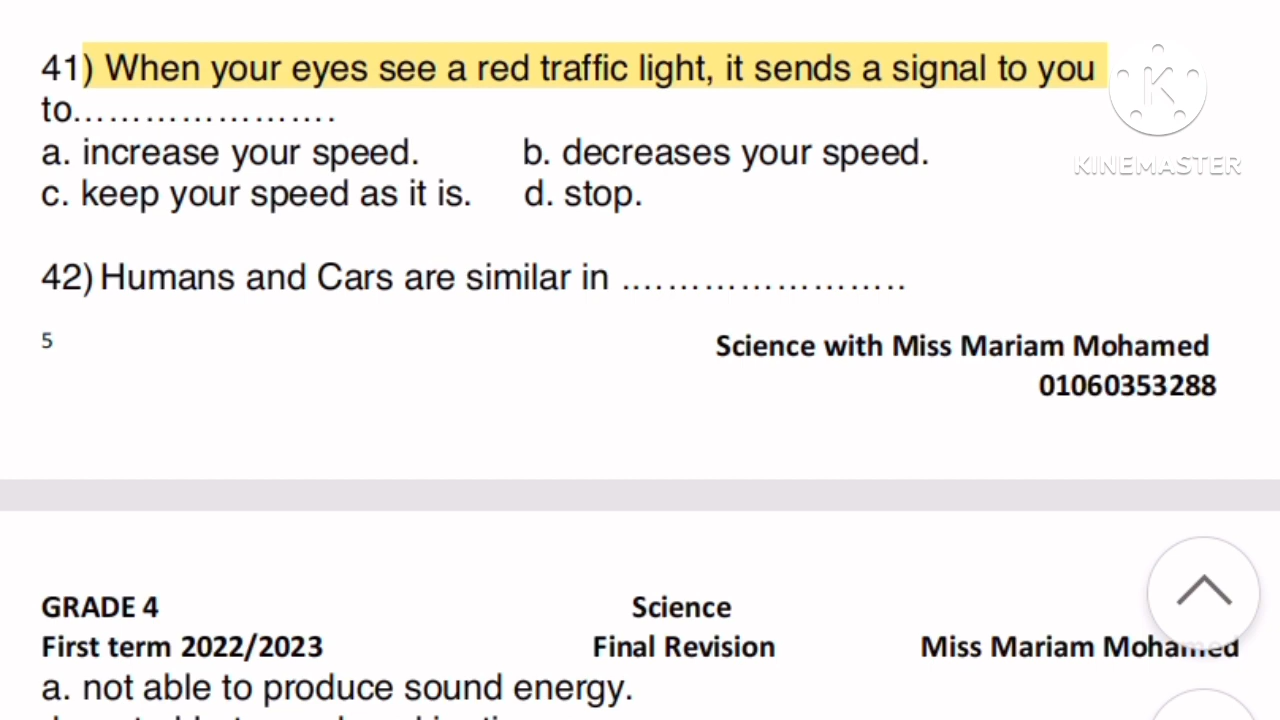 41) When your eyes see a red traffic light, it sends a signal to you
to………………….
a. increase your speed. b. decreases your speed.
c. keep your speed as it is. d. stop.
KINEMASTER
42) Humans and Cars are similar in ……………………..
5
Science with Miss Mariam Mohamed
01060353288
GRADE 4 Science
First term 2022/2023 Final Revision Miss Mariam Mohamed
a. not able to produce sound energy.